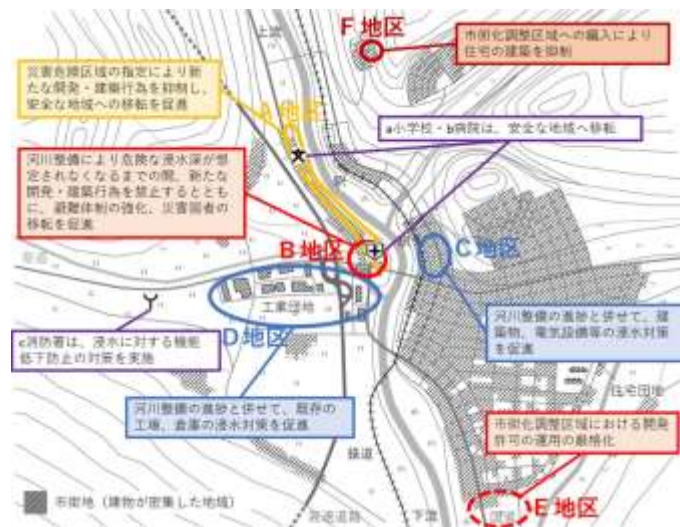 F 地区
市街化調整区域への編入により
住宅の建築を抑制
上流
災害危険区域の指定により新
たな開発・建築行為を抑制し、
安全な地域への移転を促進
A 地区
a小学校・b病院は、安全な地域へ移転
河川整備により危険な浸水深が想
定されなくなるまでの間、新たな
開発・建築行為を禁止するとと
もに、避難体制の強化、災害弱者の
移転を促進
B 地区
C 地区
工業団地
D 地区
河川整備の進捗と併せて、建
築物、電気設備等の浸水対策
を促進
c消防署は、浸水に対する機能
低下防止の対策を実施
河川整備の進捗と併せて、既存の
工場、倉庫の浸水対策を促進
住宅団地
市街化調整区域における開発
許可の運用の厳格化
鉄道
市街地（建物が密集した地域）
高速道路
下流
E 地区